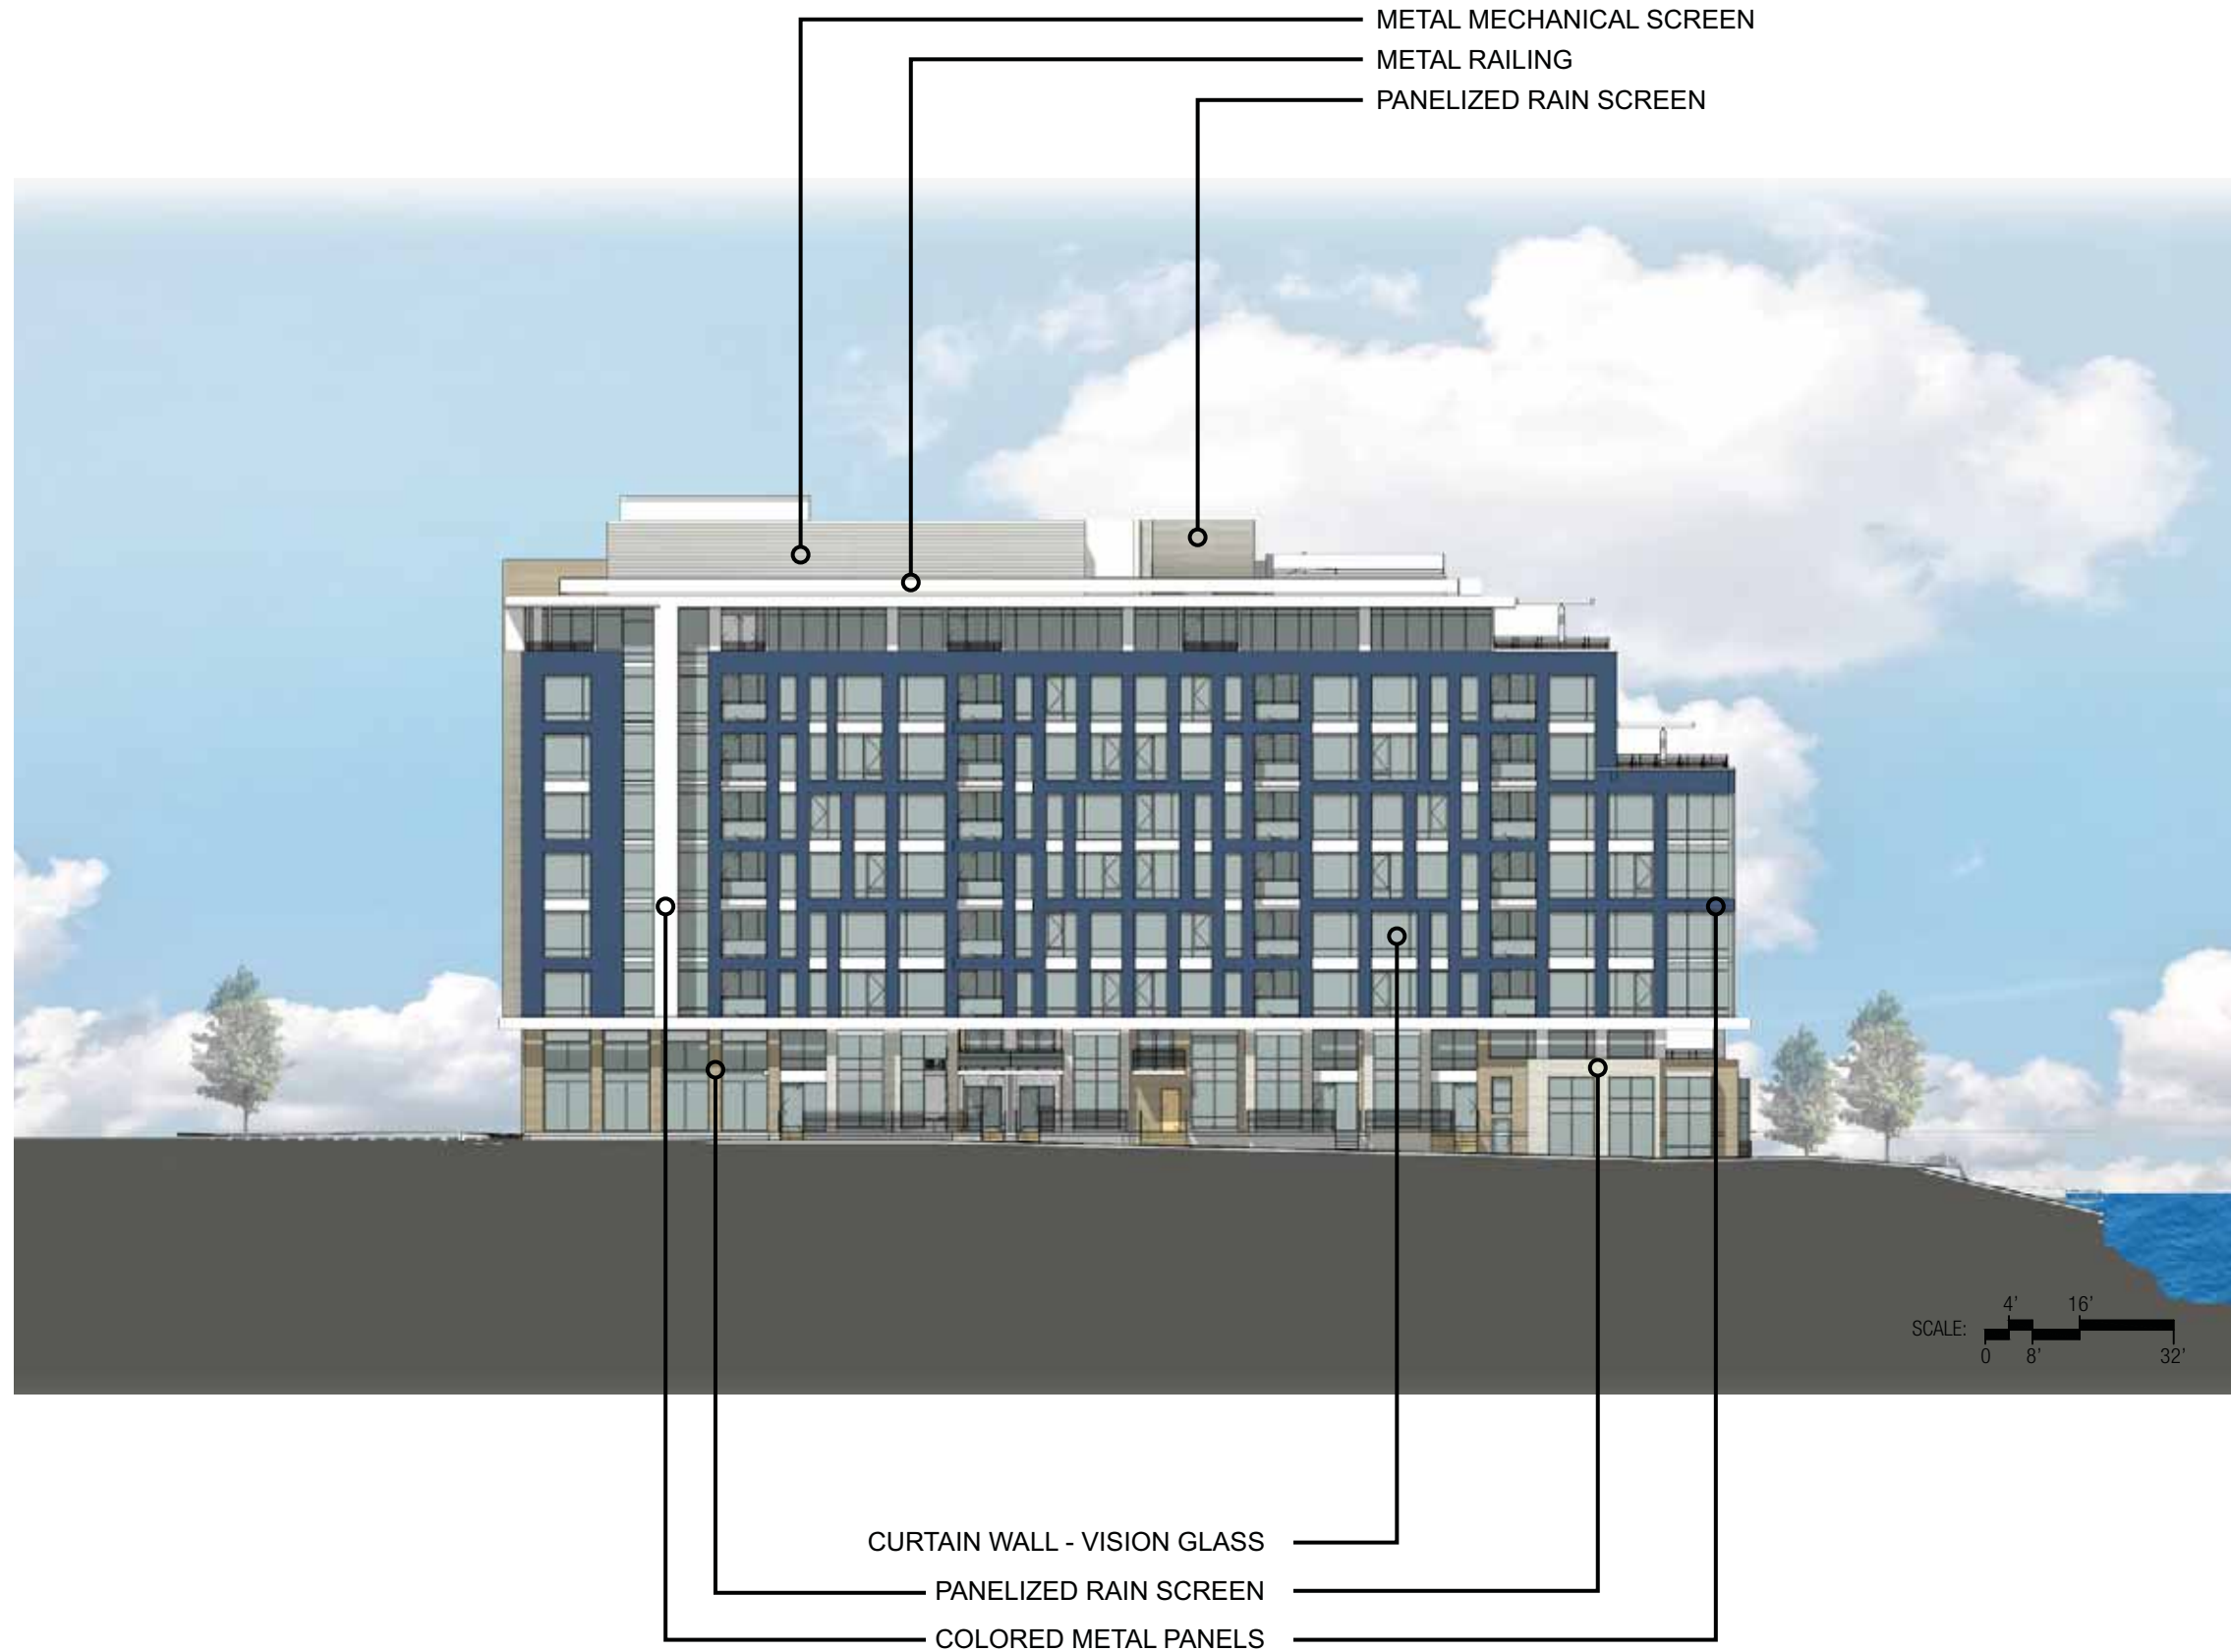 METAL MECHANICAL SCREEN
METAL RAILING
PANELIZED RAIN SCREEN
4’ 16’
SCALE:
0 8’ 32’
CURTAIN WALL - VISION GLASS
PANELIZED RAIN SCREEN
COLORED METAL PANELS